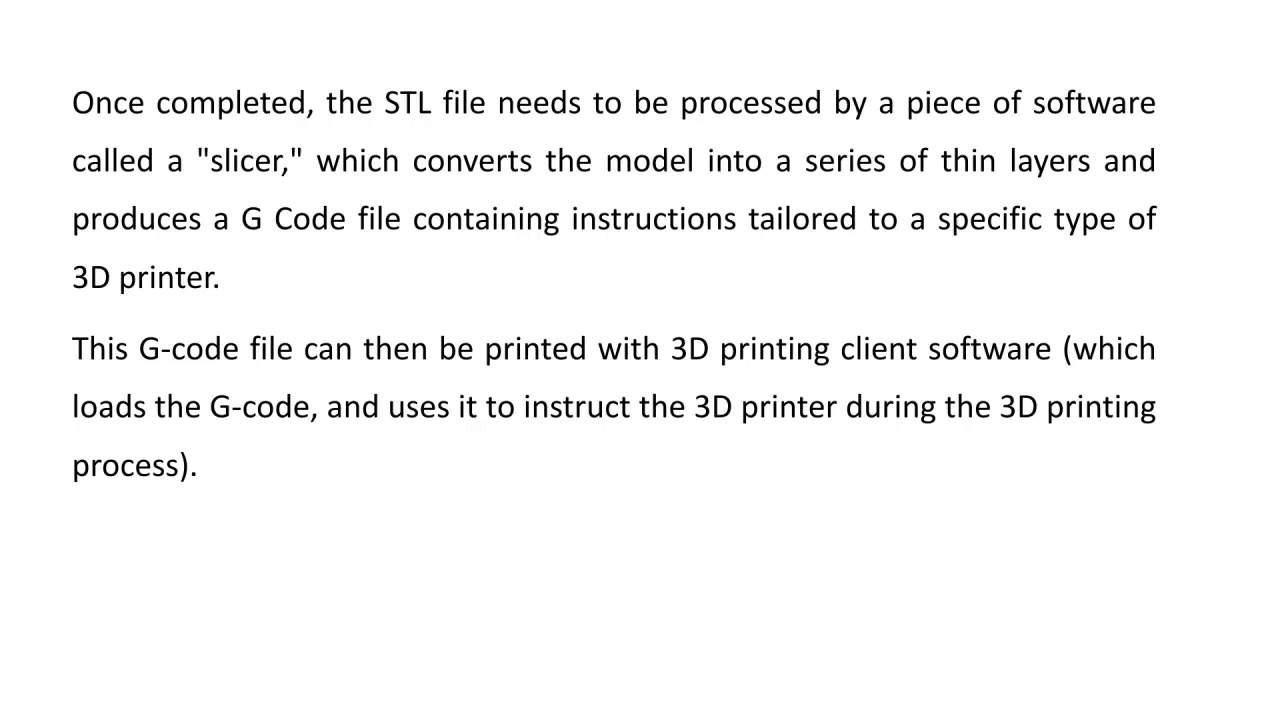 Once completed, the STL file needs to be processed by a piece of software
called a "slicer," which converts the model into a series of thin layers and
produces a G Code file containing instructions tailored to a specific type of
3D printer.
This G-code file can then be printed with 3D printing client software (which
loads the G-code, and uses it to instruct the 3D printer during the 3D printing
process).